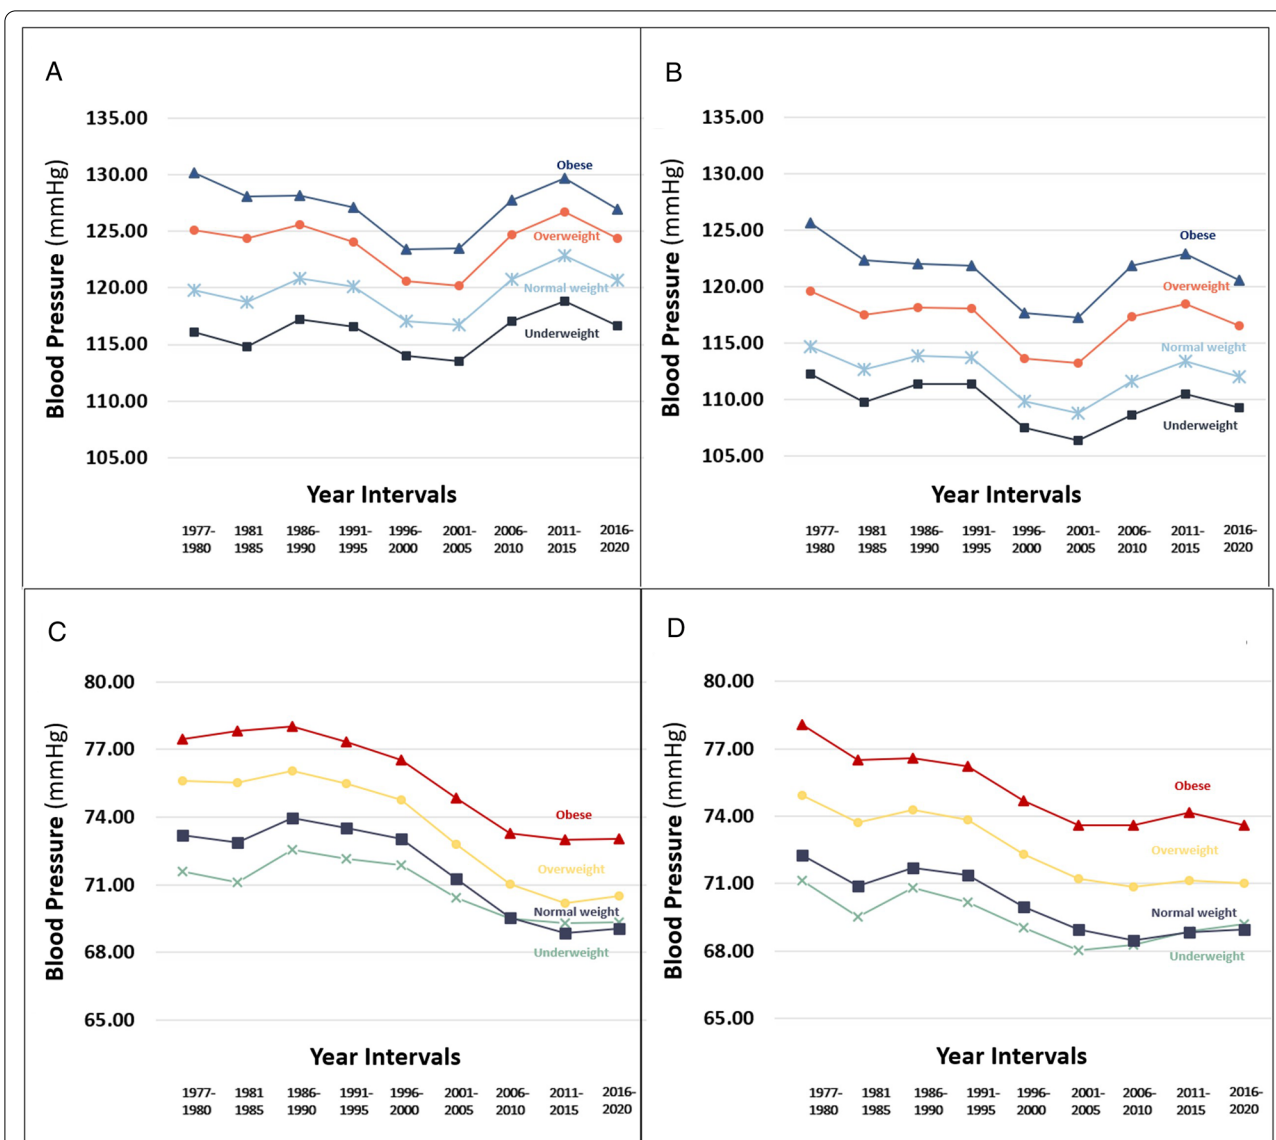 A
Blood Pressure (mmHg)
135.00
130.00
125.00
120.00
115.00
110.00
105.00
Obese
Overweight
Normal weight
Underweight
Year Intervals
1977- 1981 1986- 1991- 1996- 2001- 2006- 2011- 2016-
1980 1985 1990 1995 2000 2005 2010 2015 2020
B
Blood Pressure (mmHg)
135.00
130.00
125.00
120.00
115.00
110.00
105.00
Obese
Overweight
Normal weight
Underweight
Year Intervals
1977- 1981 1986- 1991- 1996- 2001- 2006- 2011- 2016-
1980 1985 1990 1995 2000 2005 2010 2015 2020
C
Blood Pressure (mmHg)
80.00
77.00
74.00
71.00
68.00
65.00
Obese
Overweight
Normal weight
Underweight
Year Intervals
1977- 1981 1986- 1991- 1996- 2001- 2006- 2011- 2016-
1980 1985 1990 1995 2000 2005 2010 2015 2020
D
Blood Pressure (mmHg)
80.00
77.00
74.00
71.00
68.00
65.00
Obese
Overweight
Normal weight
Underweight
Year Intervals
1977- 1981 1986- 1991- 1996- 2001- 2006- 2011- 2016-
1980 1985 1990 1995 2000 2005 2010 2015 2020